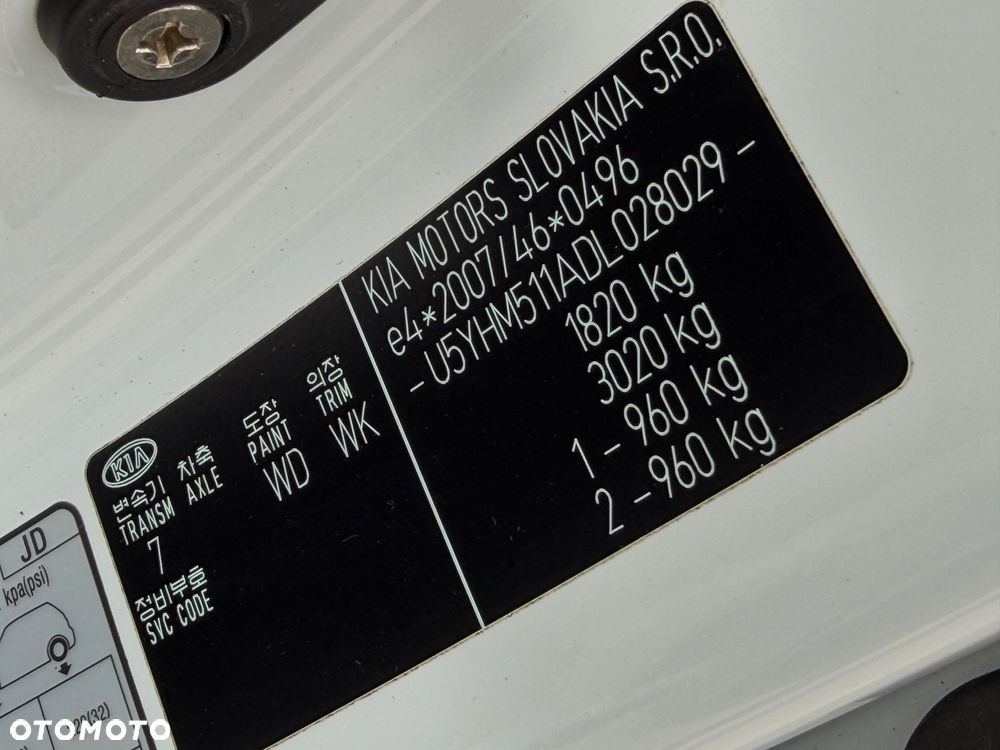 KIA MOTORS SLOVAKIA S.R.O.
e4*2007/46*0496
- U5YHM511ADL028029 -
1820 kg
3020 kg
1 - 960 kg
2 - 960 kg
KIA
변속기 차축 도장 의장
TRANSM AXLE PAINT TRIM
7 WD WK
정비부호
SVC CODE
JD
kpa(psi)
OTOMOTO